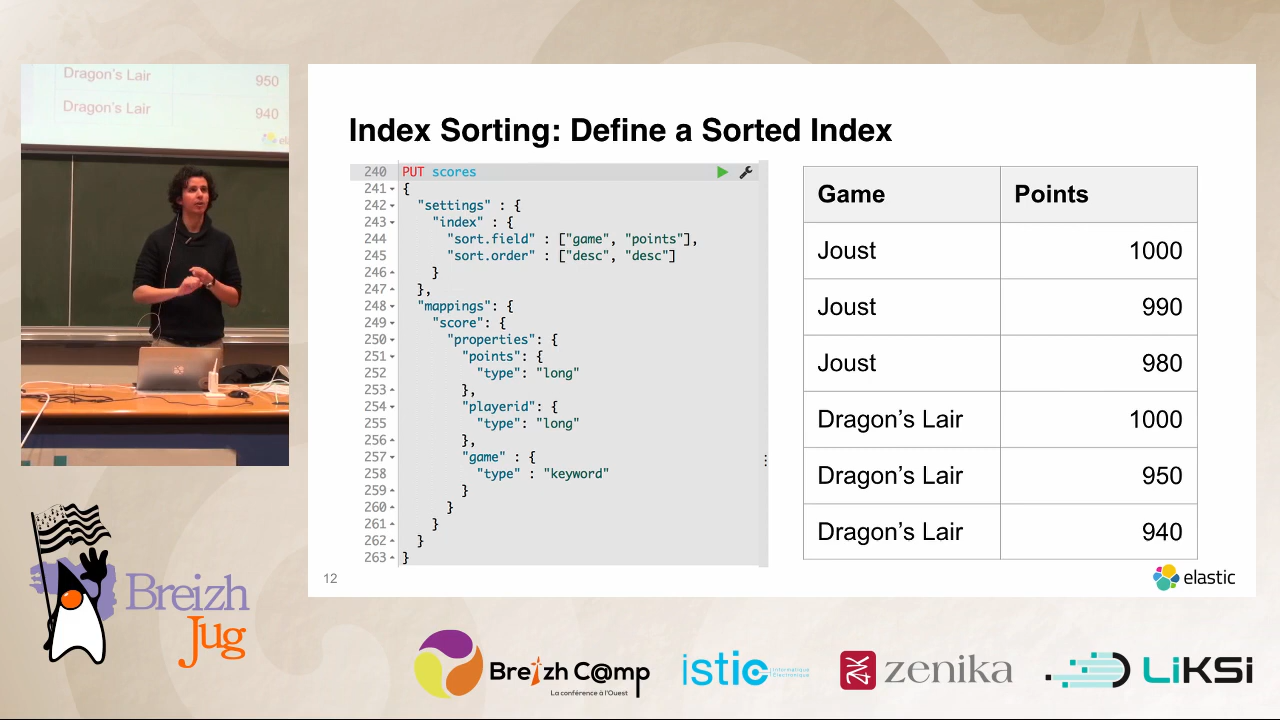 Dragon's Lair 950
Dragon's Lair 940
Index Sorting: Define a Sorted Index
240 PUT scores
241 {
242 "settings" : {
243 "index" : {
244 "sort.field" : ["game", "points"],
245 "sort.order" : ["desc", "desc"]
246 }
247 },
248 "mappings": {
249 "score": {
250 "properties": {
251 "points": {
252 "type": "long"
253 },
254 "playerid": {
255 "type": "long"
256 },
257 "game" : {
258 "type" : "keyword"
259 }
260 }
261 }
262 }
263 }
Game Points
Joust 1000
Joust 990
Joust 980
Dragon’s Lair 1000
Dragon’s Lair 950
Dragon’s Lair 940
12
elastic
Breizh
Jug
Breizh C@mp
La conférence à l'Ouest
istic
Informatique
Électronique
zenika
LiKSi